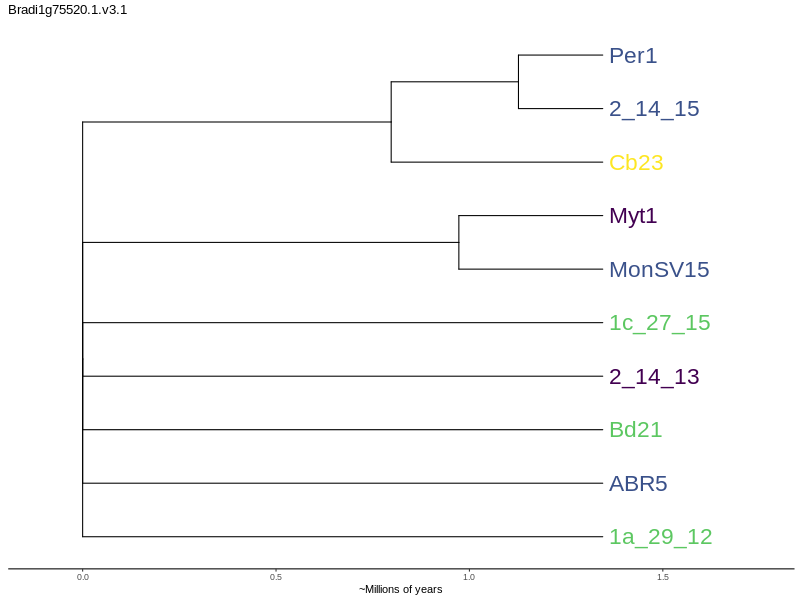 Bradi1g75520.1.v3.1
Per1
2_14_15
Cb23
Myt1
MonSV15
1c_27_15
2_14_13
Bd21
ABR5
1a_29_12
0.0 0.5 1.0 1.5
~Millions of years